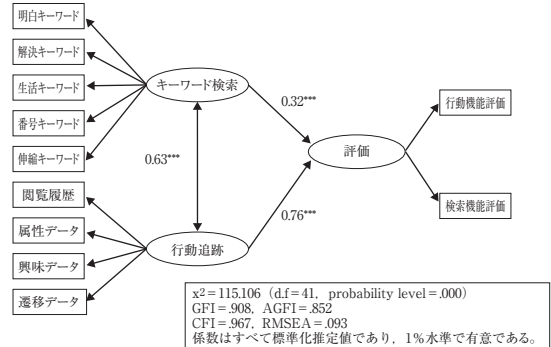 明白キーワード
解決キーワード
生活キーワード
番号キーワード
伸縮キーワード
閲覧履歴
属性データ
興味データ
遷移データ
キーワード検索
行動追跡
0.63***
0.32***
0.76***
評価
行動機能評価
検索機能評価
x2=115.106（d.f=41，probability level=.000）
GFI=.908，AGFI=.852
CFI=.967，RMSEA=.093
係数はすべて標準化推定値であり，1%水準で有意である。